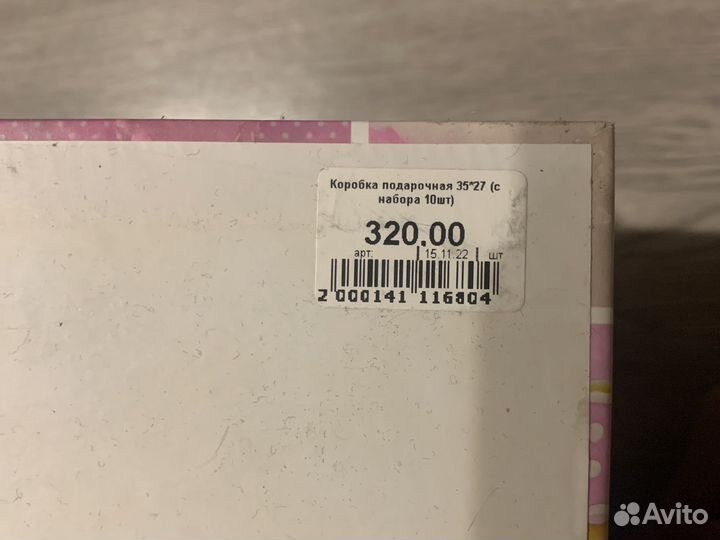 Коробка подарочная 35*27 (с
набора 10шт)
320.00
арт: 15.11.22 шт
2 000141 116804
Avito